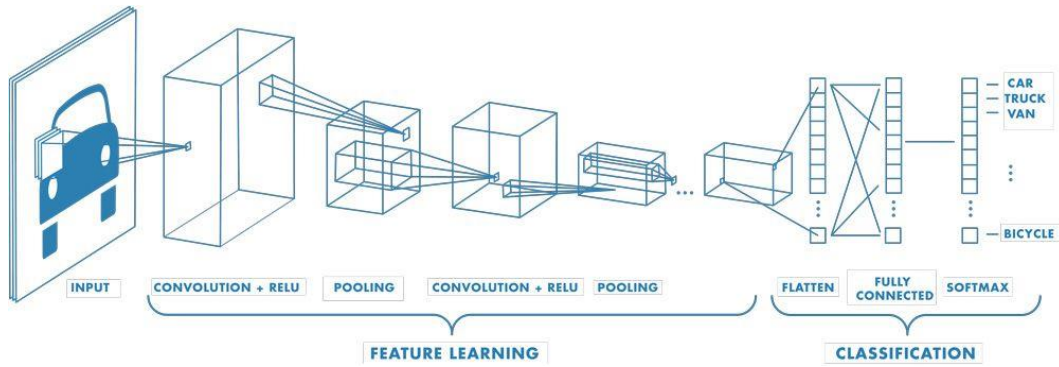 CAR
TRUCK
VAN
BICYCLE
INPUT
CONVOLUTION + RELU
POOLING
CONVOLUTION + RELU
POOLING
FLATTEN
FULLY
CONNECTED
SOFTMAX
FEATURE LEARNING
CLASSIFICATION